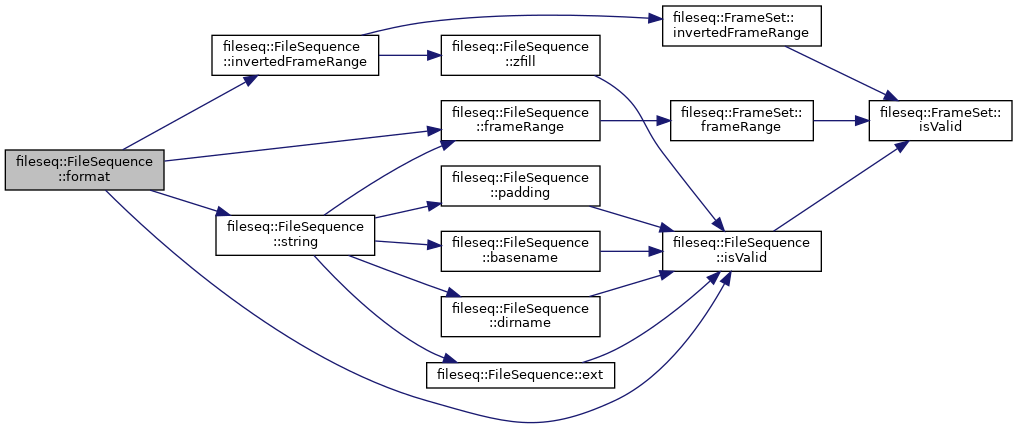 fileseq::FileSequence
::format
fileseq::FileSequence
::invertedFrameRange
fileseq::FileSequence
::string
fileseq::FileSequence
::zfill
fileseq::FileSequence
::frameRange
fileseq::FileSequence
::padding
fileseq::FileSequence
::basename
fileseq::FileSequence
::dirname
fileseq::FileSequence::ext
fileseq::FrameSet::
invertedFrameRange
fileseq::FrameSet::
frameRange
fileseq::FileSequence
::isValid
fileseq::FrameSet::
isValid